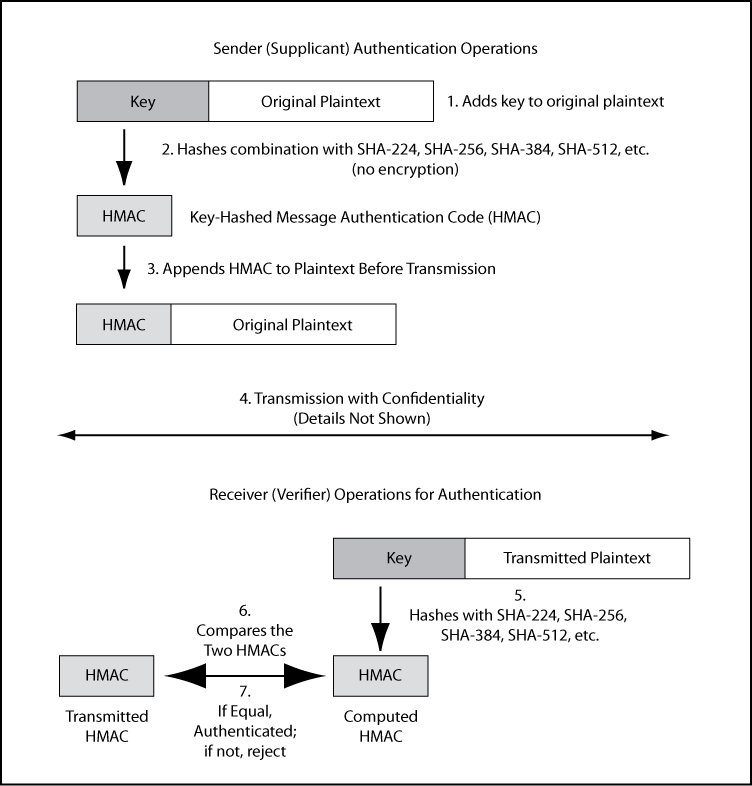 Sender (Supplicant) Authentication Operations
Key
Original Plaintext
1. Adds key to original plaintext
2. Hashes combination with SHA-224, SHA-256, SHA-384, SHA-512, etc.
(no encryption)
HMAC
Key-Hashed Message Authentication Code (HMAC)
3. Appends HMAC to Plaintext Before Transmission
HMAC
Original Plaintext
4. Transmission with Confidentiality
(Details Not Shown)
Receiver (Verifier) Operations for Authentication
Key
Transmitted Plaintext
5.
Hashes with SHA-224, SHA-256,
SHA-384, SHA-512, etc.
6.
Compares the
Two HMACs
HMAC
HMAC
7.
If Equal,
Authenticated;
if not, reject
Transmitted
HMAC
Computed
HMAC